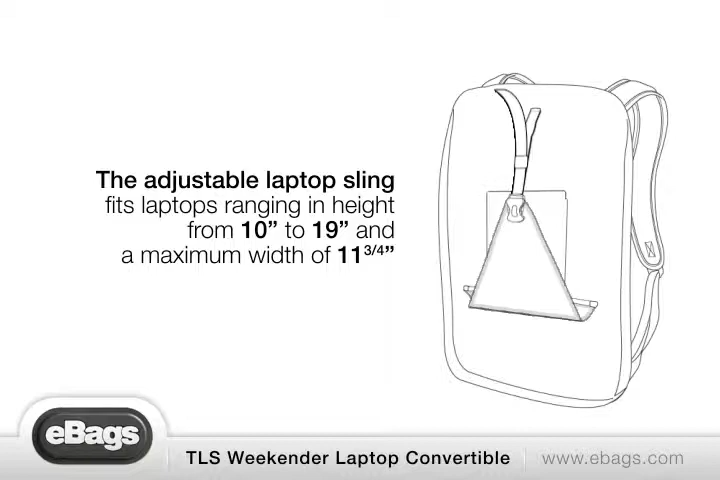 The adjustable laptop sling
fits laptops ranging in height
from 10” to 19” and
a maximum width of 11 3/4”
eBags
TLS Weekender Laptop Convertible
www.ebags.com